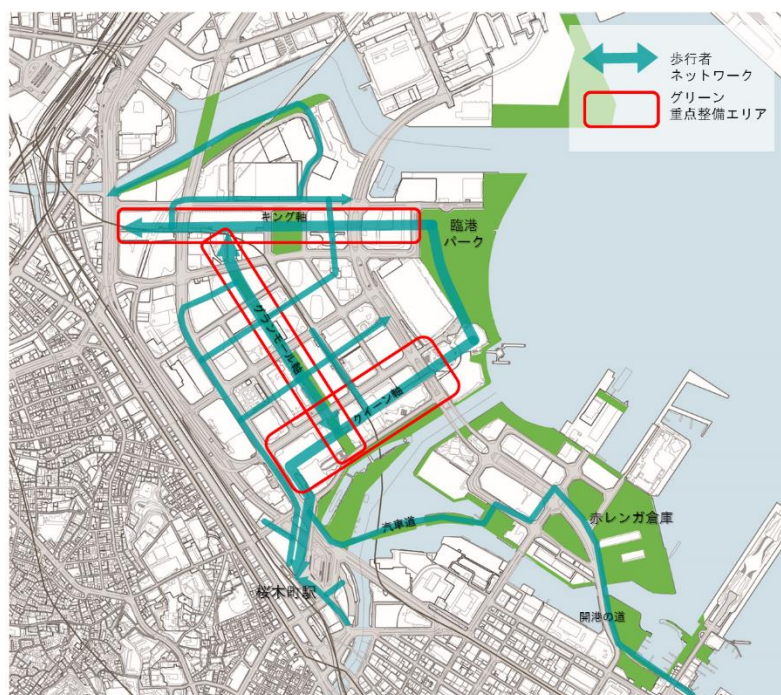 歩行者
ネットワーク
グリーン
重点整備エリア
キング軸
臨港
パーク
グランモール軸
クイーン軸
汽車道
赤レンガ倉庫
桜木町駅
開港の道